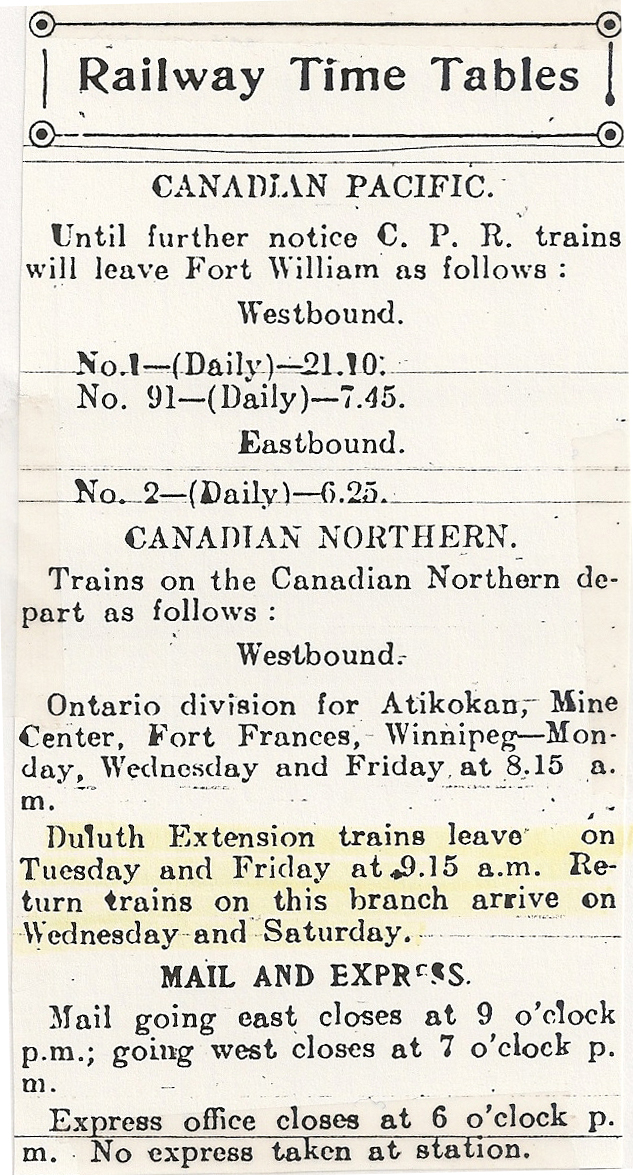 Railway Time Tables
CANADIAN PACIFIC.
Until further notice C. P. R. trains
will leave Fort William as follows :
Westbound.
No.1—(Daily)—21.10:
No. 91—(Daily)—7.45.
Eastbound.
No. 2—(Daily)—6.25.
CANADIAN NORTHERN.
Trains on the Canadian Northern de-
part as follows :
Westbound.
Ontario division for Atikokan, Mine
Center, Fort Frances, Winnipeg—Mon-
day, Wednesday and Friday at 8.15 a.
m.
Duluth Extension trains leave on
Tuesday and Friday at 9.15 a.m. Re-
turn trains on this branch arrive on
Wednesday and Saturday.
MAIL AND EXPRESS.
Mail going east closes at 9 o'clock
p.m.; going west closes at 7 o'clock p.
m.
Express office closes at 6 o'clock p.
m. No express taken at station.